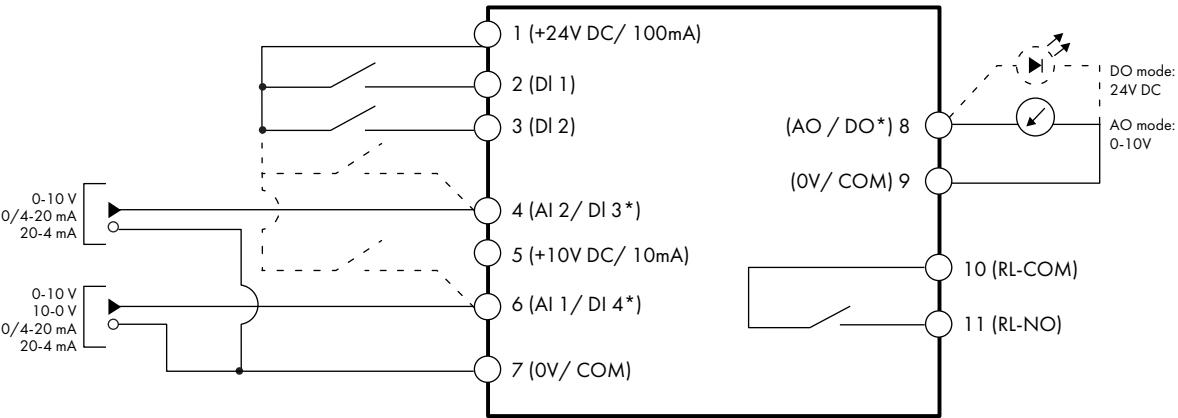 1 (+24V DC/ 100mA)
2 (DI 1)
3 (DI 2)
(AO / DO*) 8
DO mode:
24V DC
AO mode:
0-10V
(0V/ COM) 9
0-10 V
0/4-20 mA
20-4 mA
4 (AI 2/ DI 3*)
5 (+10V DC/ 10mA)
0-10 V
10-0 V
0/4-20 mA
20-4 mA
6 (AI 1/ DI 4*)
7 (0V/ COM)
10 (RL-COM)
11 (RL-NO)